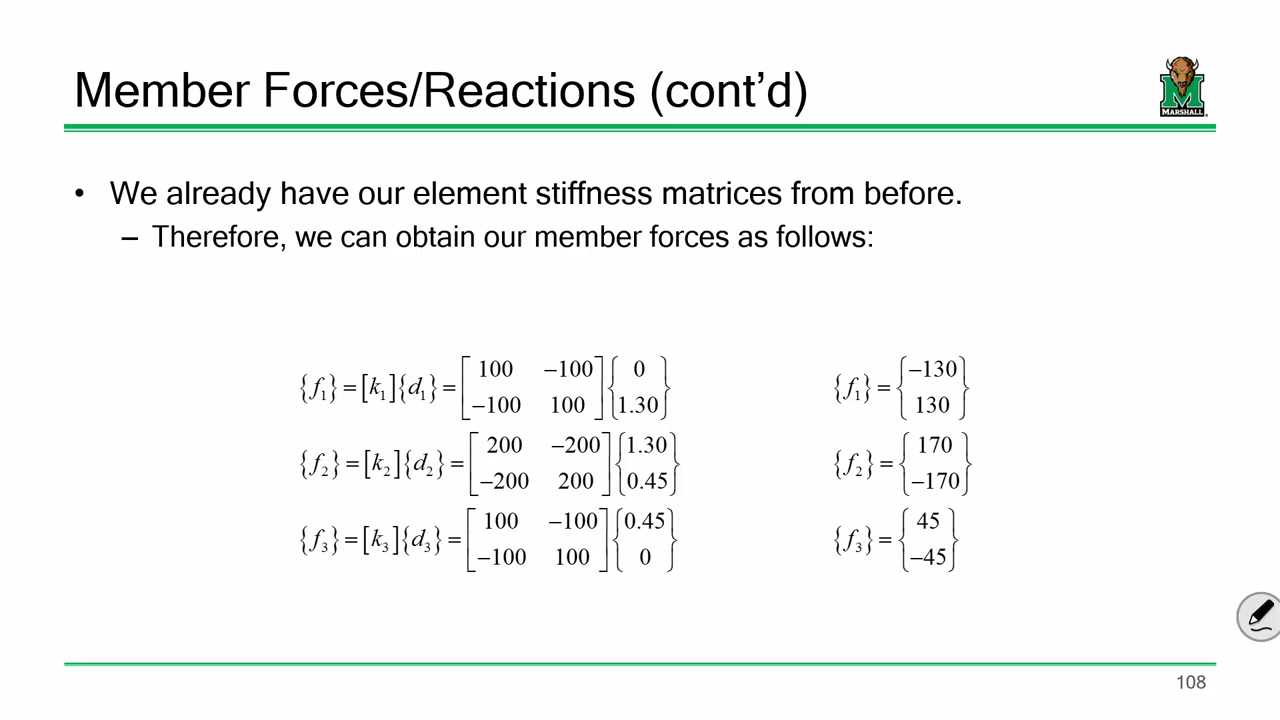 Member Forces/Reactions (cont’d)
MARSHALL
• We already have our element stiffness matrices from before.
– Therefore, we can obtain our member forces as follows:
{f₁} = [k₁]{d₁} = [100 −100; −100 100]{0; 1.30} {f₁} = {−130; 130}
{f₂} = [k₂]{d₂} = [200 −200; −200 200]{1.30; 0.45} {f₂} = {170; −170}
{f₃} = [k₃]{d₃} = [100 −100; −100 100]{0.45; 0} {f₃} = {45; −45}
108